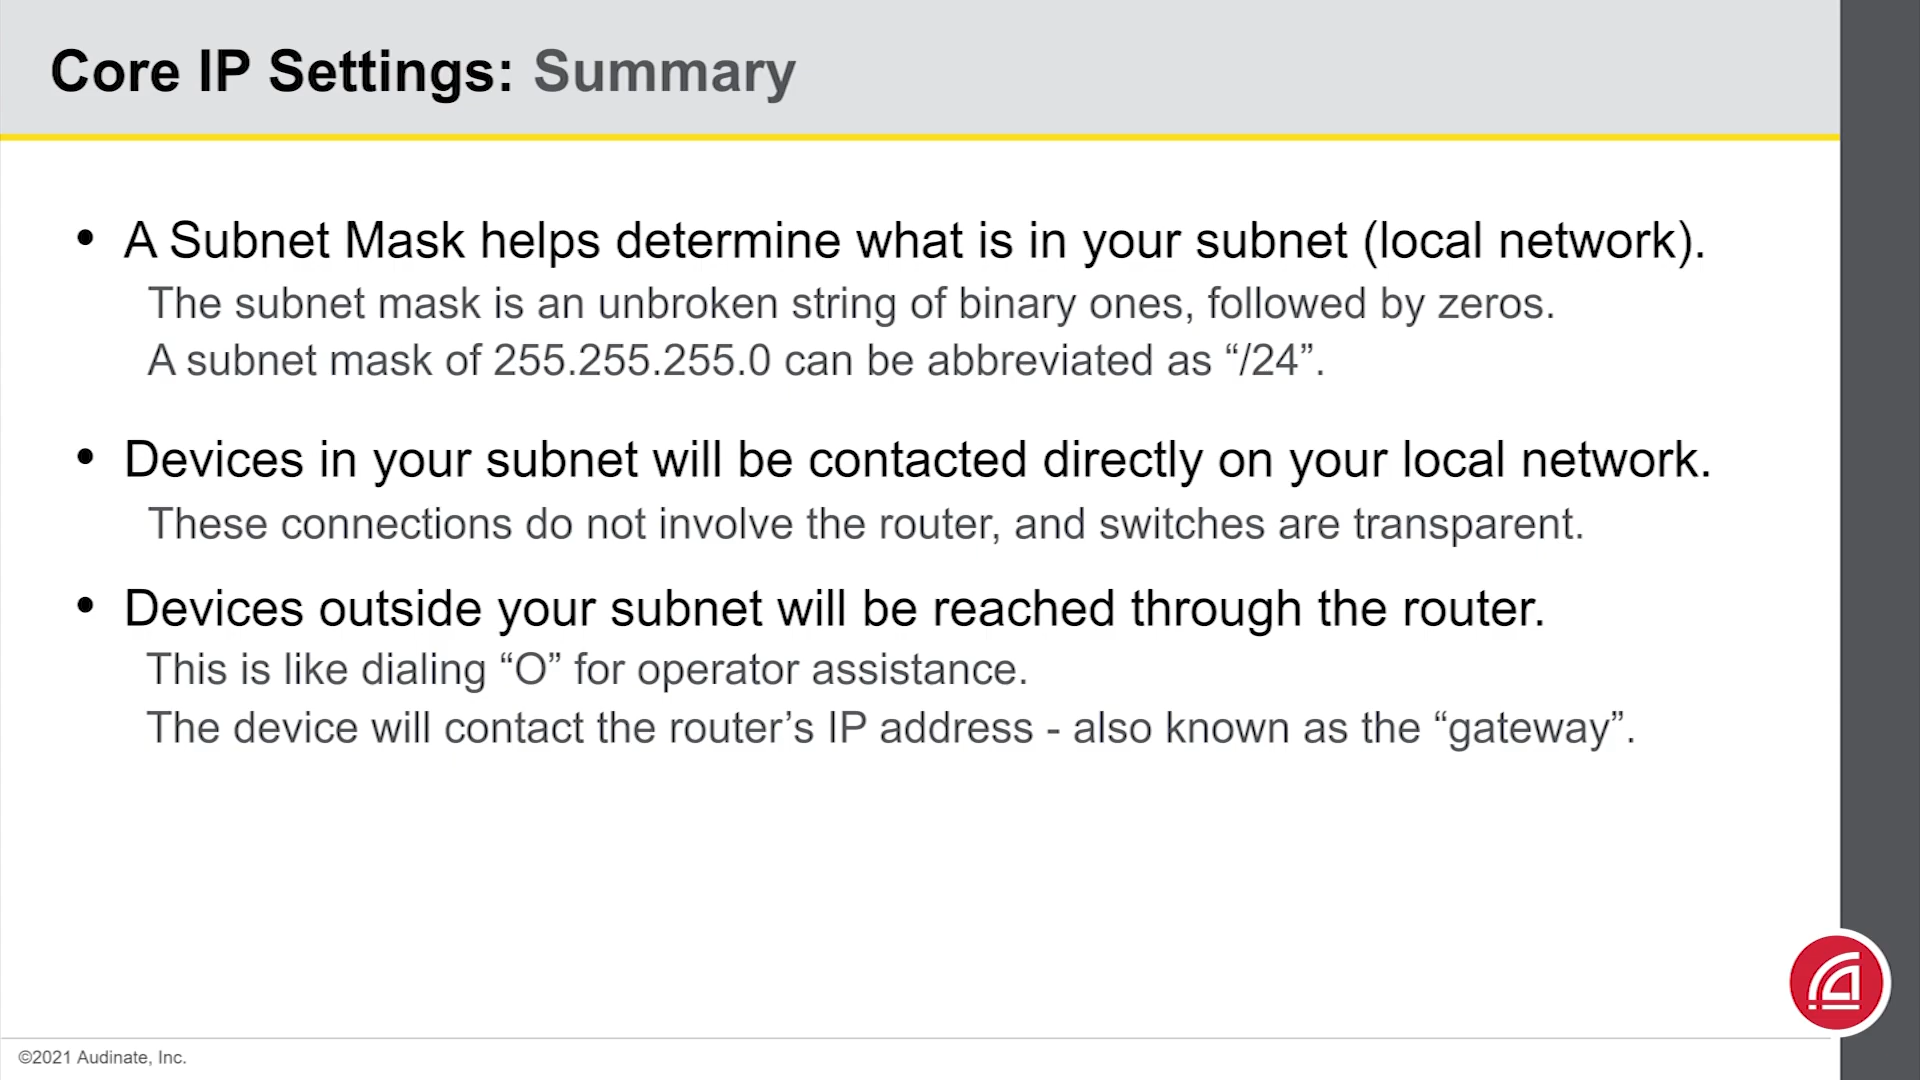 Core IP Settings: Summary
• A Subnet Mask helps determine what is in your subnet (local network).
The subnet mask is an unbroken string of binary ones, followed by zeros.
A subnet mask of 255.255.255.0 can be abbreviated as “/24”.
• Devices in your subnet will be contacted directly on your local network.
These connections do not involve the router, and switches are transparent.
• Devices outside your subnet will be reached through the router.
This is like dialing “O” for operator assistance.
The device will contact the router’s IP address - also known as the “gateway”.
©2021 Audinate, Inc.